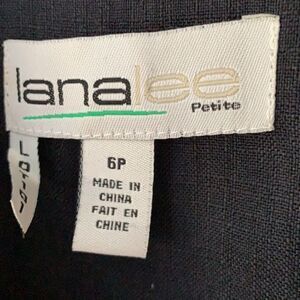 lanalee
Petite
6P
MADE IN
CHINA
FAIT EN
CHINE